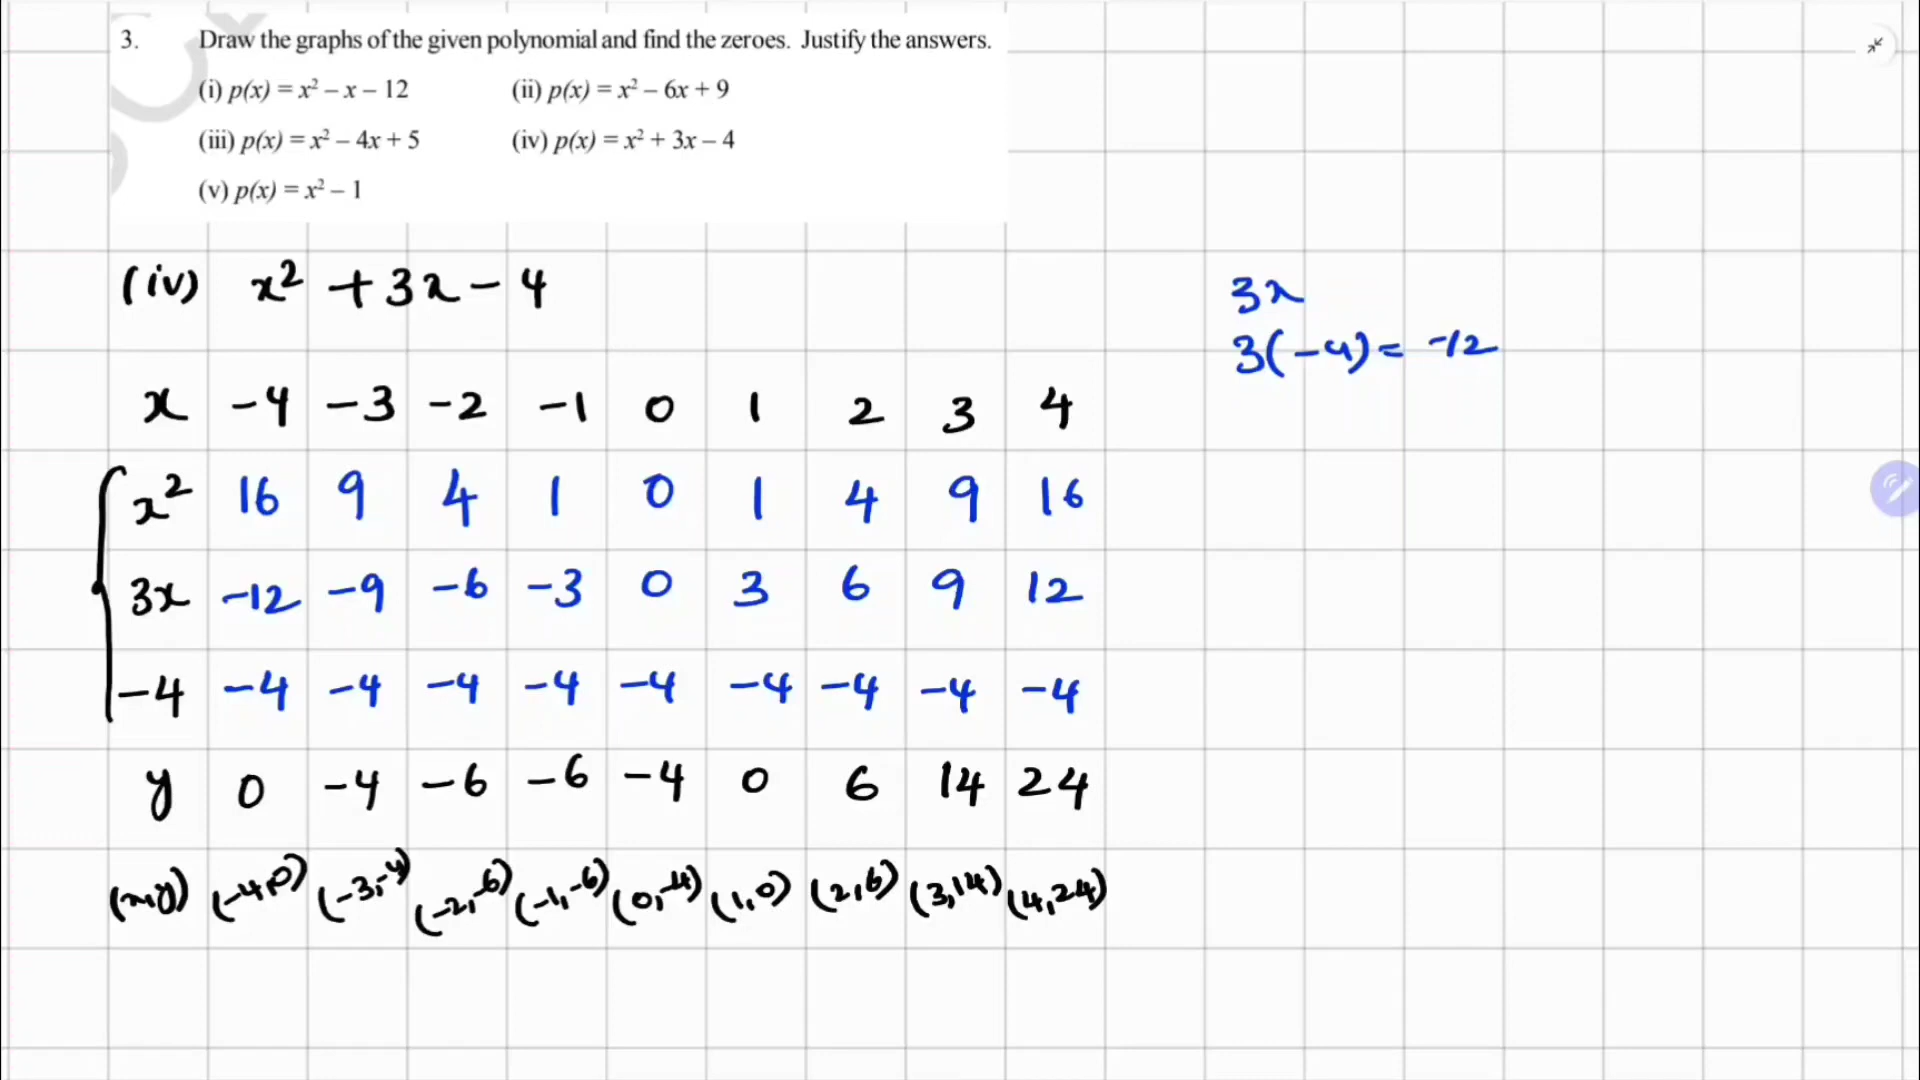 3. Draw the graphs of the given polynomial and find the zeroes. Justify the answers.
(i) p(x) = x² – x – 12 (ii) p(x) = x² – 6x + 9
(iii) p(x) = x² – 4x + 5 (iv) p(x) = x² + 3x – 4
(v) p(x) = x² – 1
(iv) x² + 3x - 4
3x
3(-4) = -12
x -4 -3 -2 -1 0 1 2 3 4
x² 16 9 4 1 0 1 4 9 16
3x -12 -9 -6 -3 0 3 6 9 12
-4 -4 -4 -4 -4 -4 -4 -4 -4 -4
y 0 -4 -6 -6 -4 0 6 14 24
(x,y) (-4,0) (-3,-4) (-2,-6) (-1,-6) (0,-4) (1,0) (2,6) (3,14) (4,24)